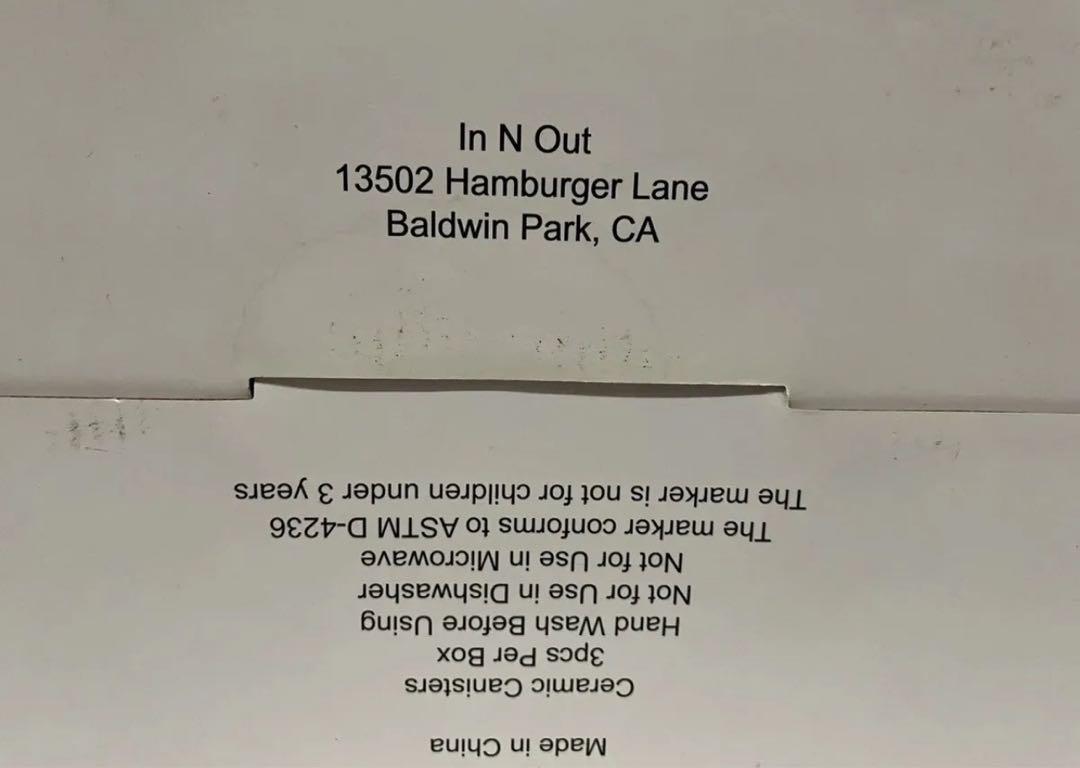 In N Out
13502 Hamburger Lane
Baldwin Park, CA
Made in China
Ceramic Canisters
3pcs Per Box
Hand Wash Before Using
Not for Use in Dishwasher
Not for Use in Microwave
The marker conforms to ASTM D-4236
The marker is not for children under 3 years